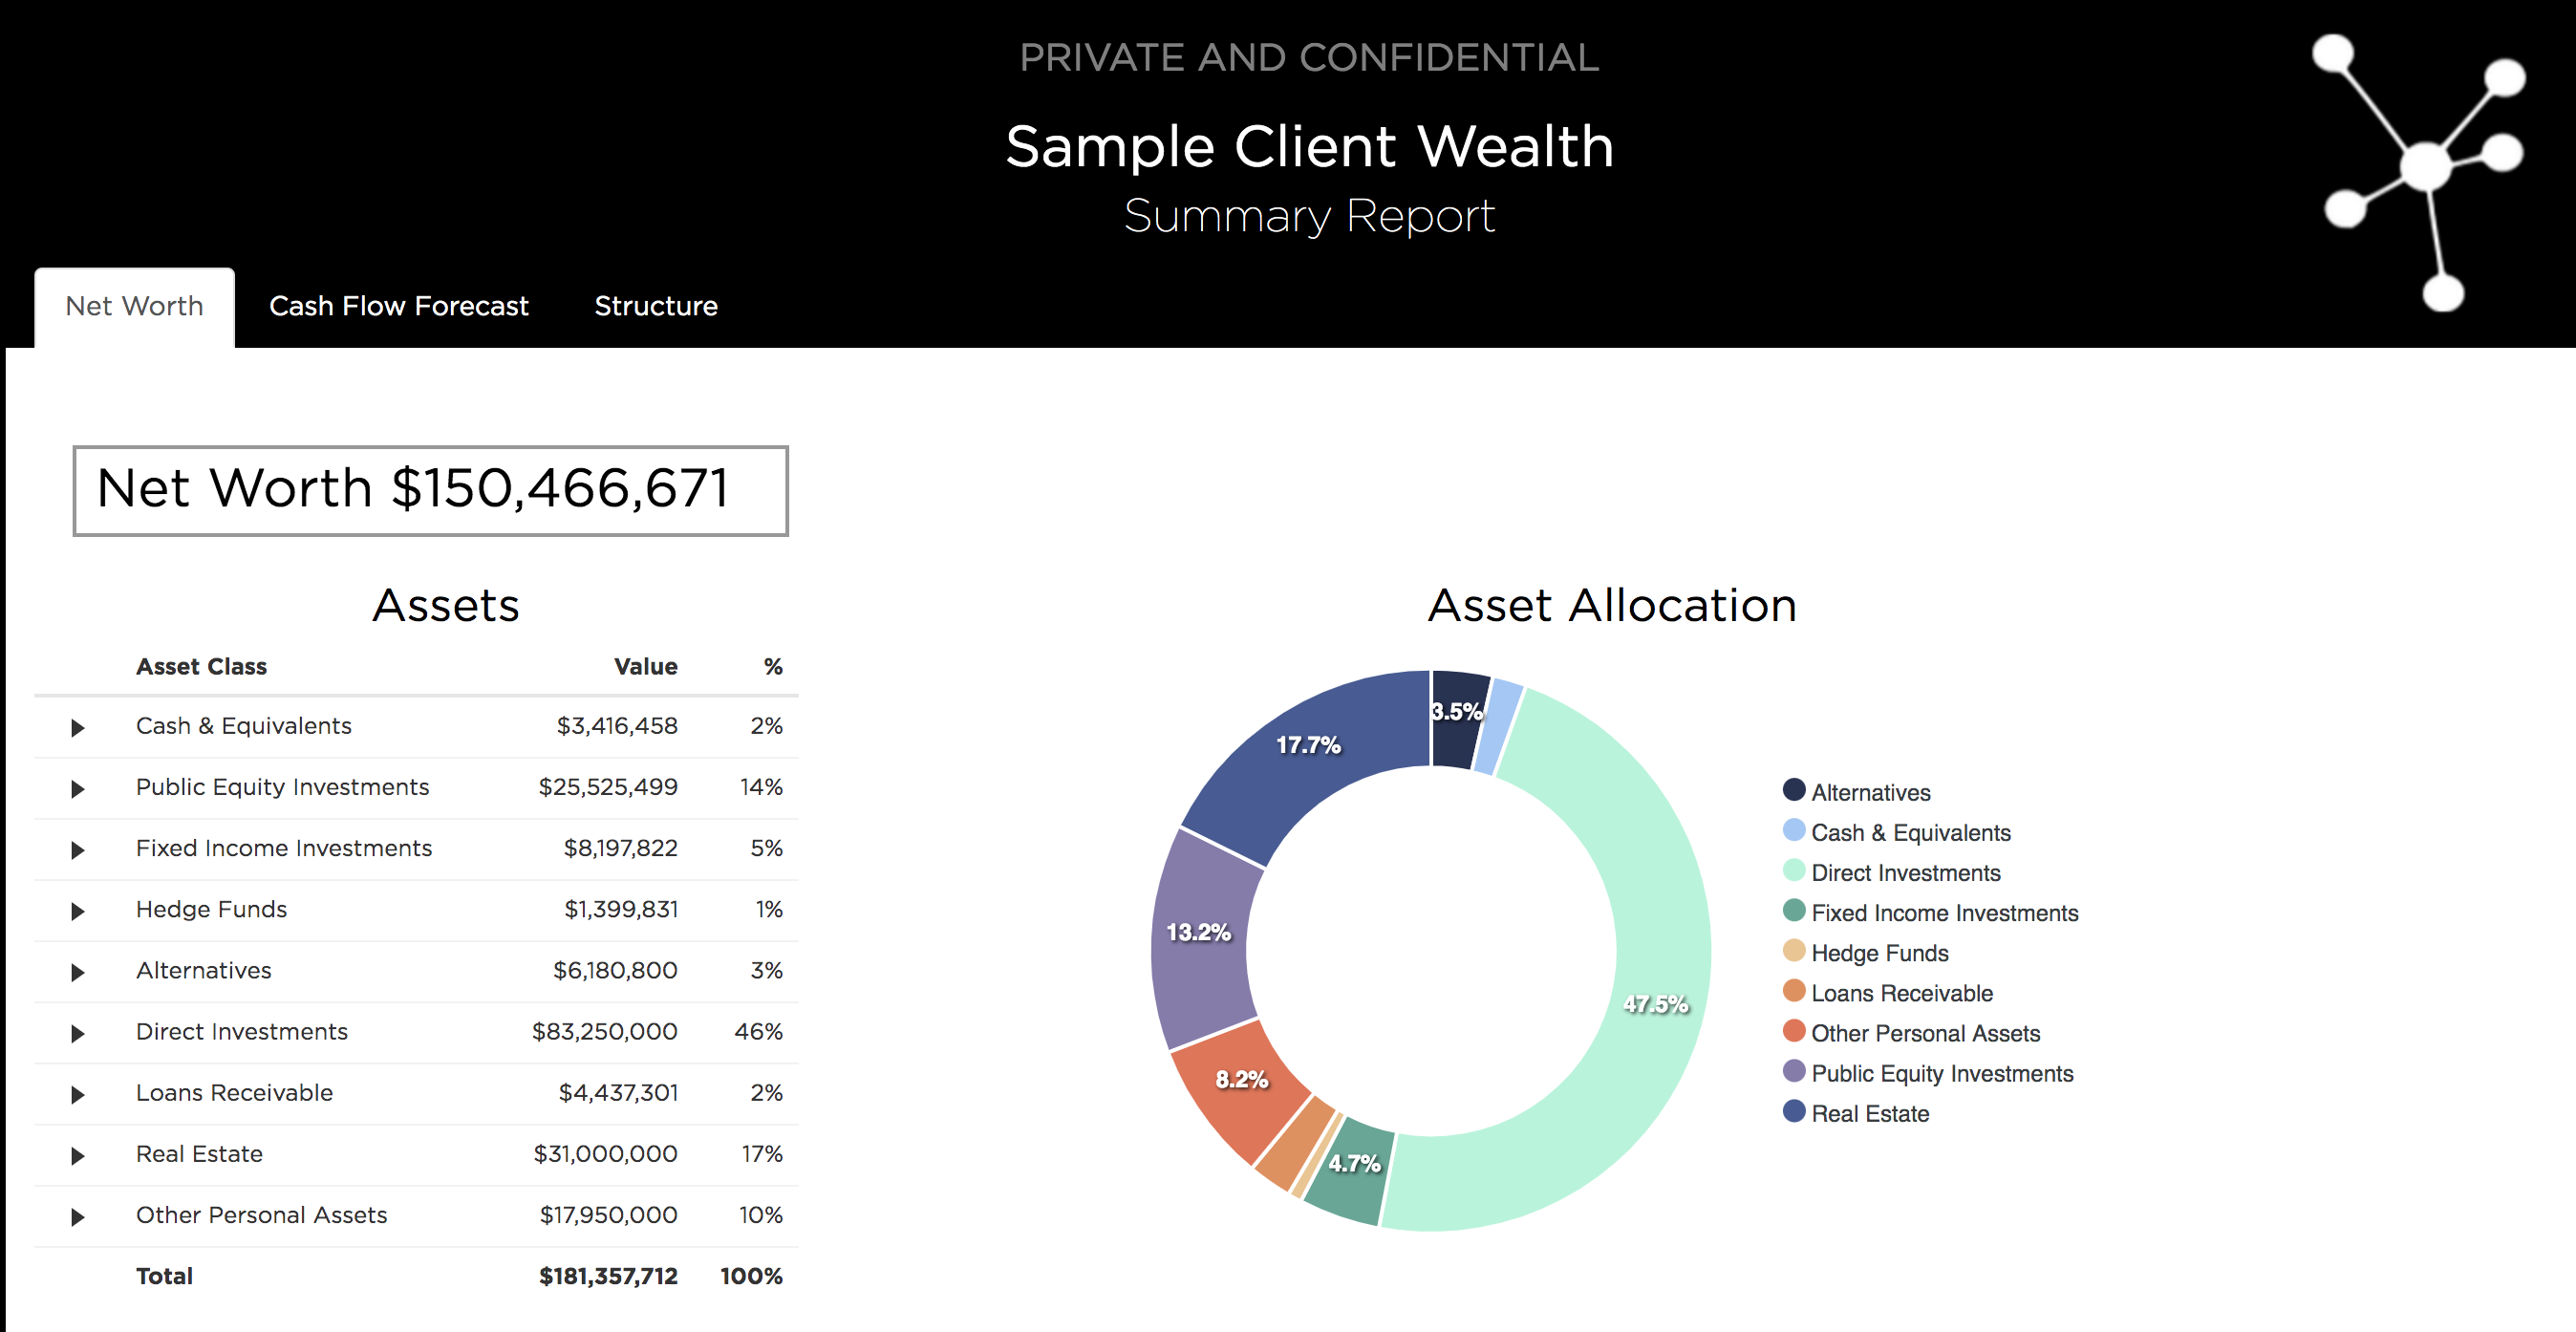 PRIVATE AND CONFIDENTIAL
Sample Client Wealth
Summary Report
Net Worth Cash Flow Forecast Structure
Net Worth $150,466,671
Assets
Asset Class Value %
Cash & Equivalents $3,416,458 2%
Public Equity Investments $25,525,499 14%
Fixed Income Investments $8,197,822 5%
Hedge Funds $1,399,831 1%
Alternatives $6,180,800 3%
Direct Investments $83,250,000 46%
Loans Receivable $4,437,301 2%
Real Estate $31,000,000 17%
Other Personal Assets $17,950,000 10%
Total $181,357,712 100%
Asset Allocation
3.5%
17.7%
13.2%
47.5%
8.2%
4.7%
Alternatives
Cash & Equivalents
Direct Investments
Fixed Income Investments
Hedge Funds
Loans Receivable
Other Personal Assets
Public Equity Investments
Real Estate